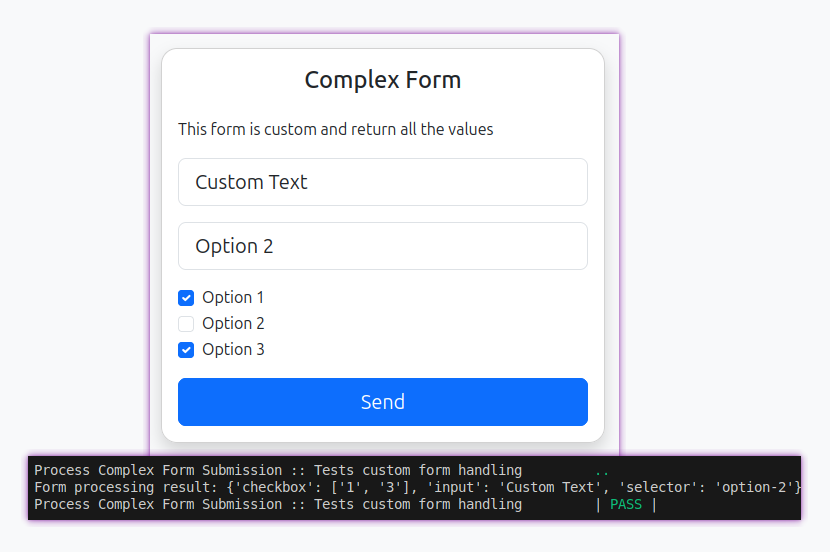 Complex Form
This form is custom and return all the values
Custom Text
Option 2
Option 1
Option 2
Option 3
Send
Process Complex Form Submission :: Tests custom form handling ..
Form processing result: {'checkbox': ['1', '3'], 'input': 'Custom Text', 'selector': 'option-2'}
Process Complex Form Submission :: Tests custom form handling | PASS |